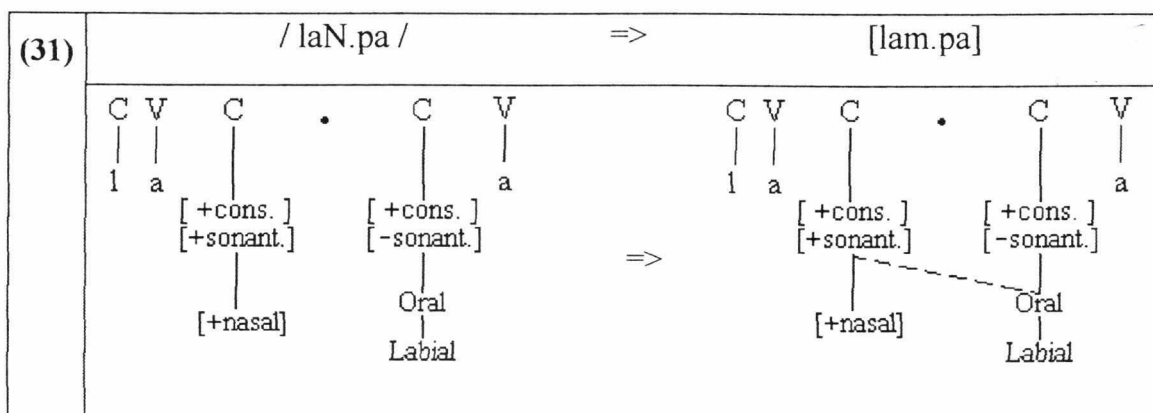 (31) / laN.pa / => [lam.pa]
C V C • C V C V C • C V
l a a l a a
[ +cons. ] [ +cons. ] [ +cons. ] [ +cons. ]
[+sonant.] [-sonant.] [+sonant.] [-sonant.]
=>
Oral Oral
[+nasal] [+nasal]
Labial Labial